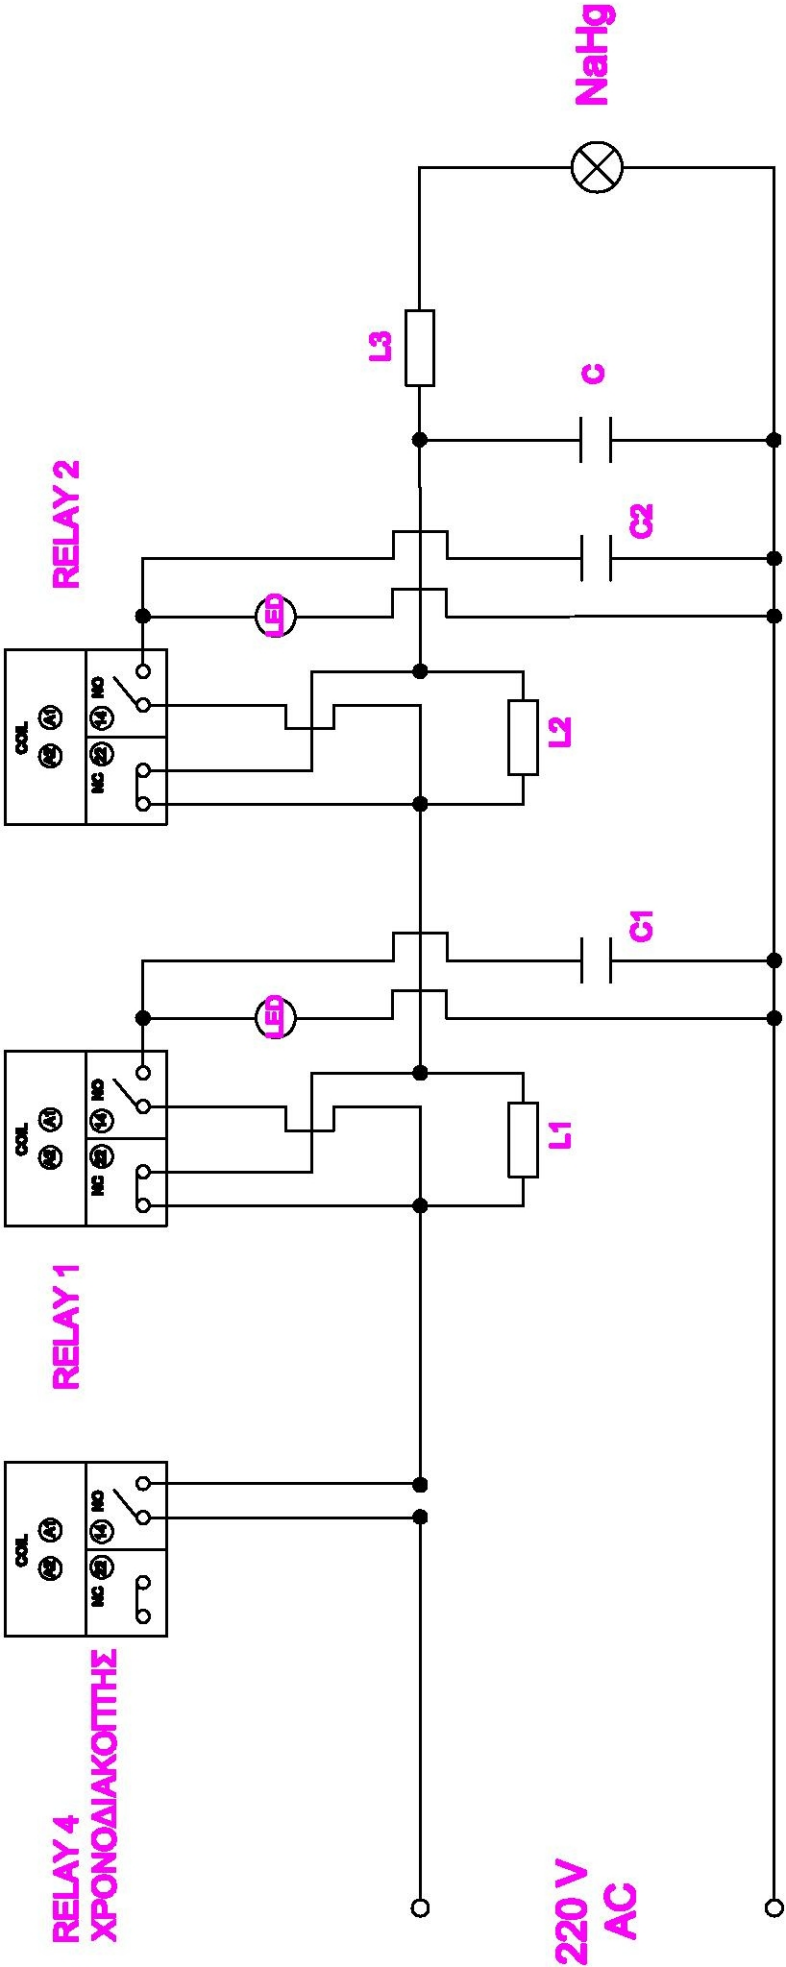 RELAY 4
ΧΡΟΝΟΔΙΑΚΟΠΤΗΣ
RELAY 1
RELAY 2
COIL
A2 A1
NC 22 14 NO
COIL
A2 A1
NC 22 14 NO
COIL
A2 A1
NC 22 14 NO
LED
LED
L3
L1
L2
C1
C2
C
NaHg
220 V
AC